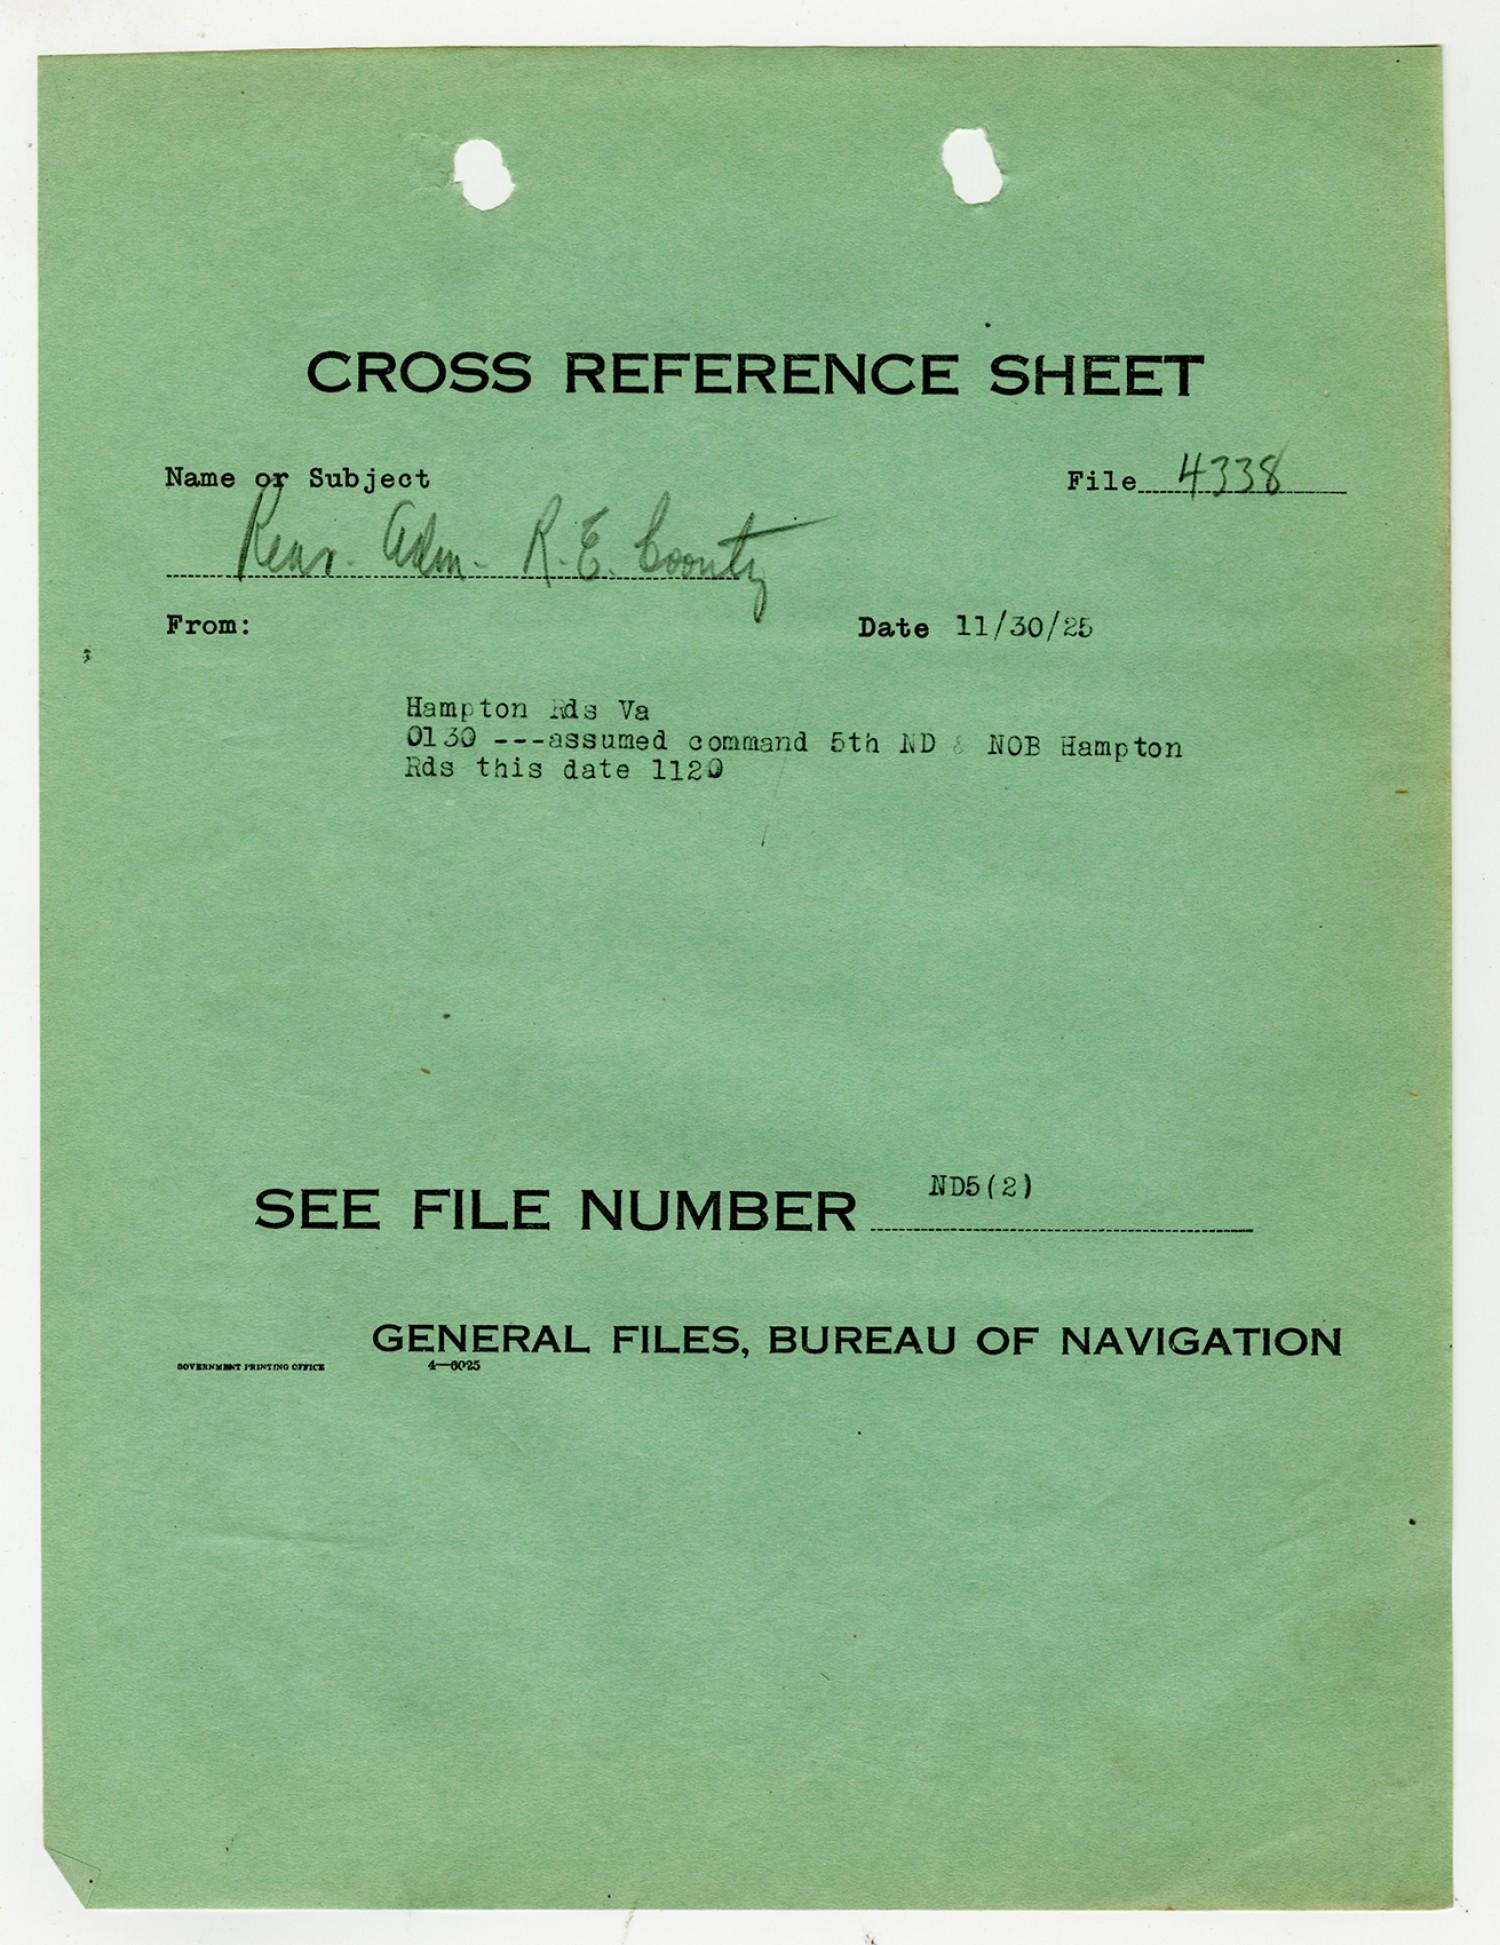 CROSS REFERENCE SHEET
Name or Subject File 4338
Rear. Adm. R. E. Coontz
From: Date 11/30/25
Hampton Rds Va
0130 ---assumed command 5th ND & NOB Hampton
Rds this date 1120
SEE FILE NUMBER ND5(2)
GENERAL FILES, BUREAU OF NAVIGATION
GOVERNMENT PRINTING OFFICE 4—6025